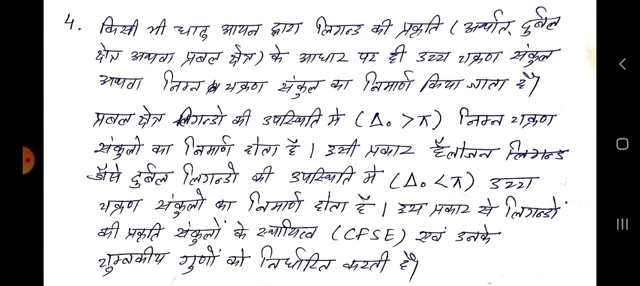 4. किसी भी धातु आयन द्वारा लिगन्ड की प्रकृति (अर्थात् दुर्बल
क्षेत्र अथवा प्रबल क्षेत्र) के आधार पर ही उच्च चक्रण संकुल
अथवा निम्न चक्रण संकुल का निर्माण किया जाता है।
प्रबल क्षेत्र लिगन्डो की उपस्थिति मे (Δ₀ > π) निम्न चक्रण
संकुलो का निर्माण होता है। इसी प्रकार हैलोजन लिगन्ड
जैसे दुर्बल लिगन्डो की उपस्थिति मे (Δ₀ < π) उच्च
चक्रण संकुलो का निर्माण होता है। इस प्रकार से लिगन्डो
की प्रकृति संकुलों के स्थायित्व (CFSE) एवं उनके
चुम्बकीय गुणों को निर्धारित करती है।